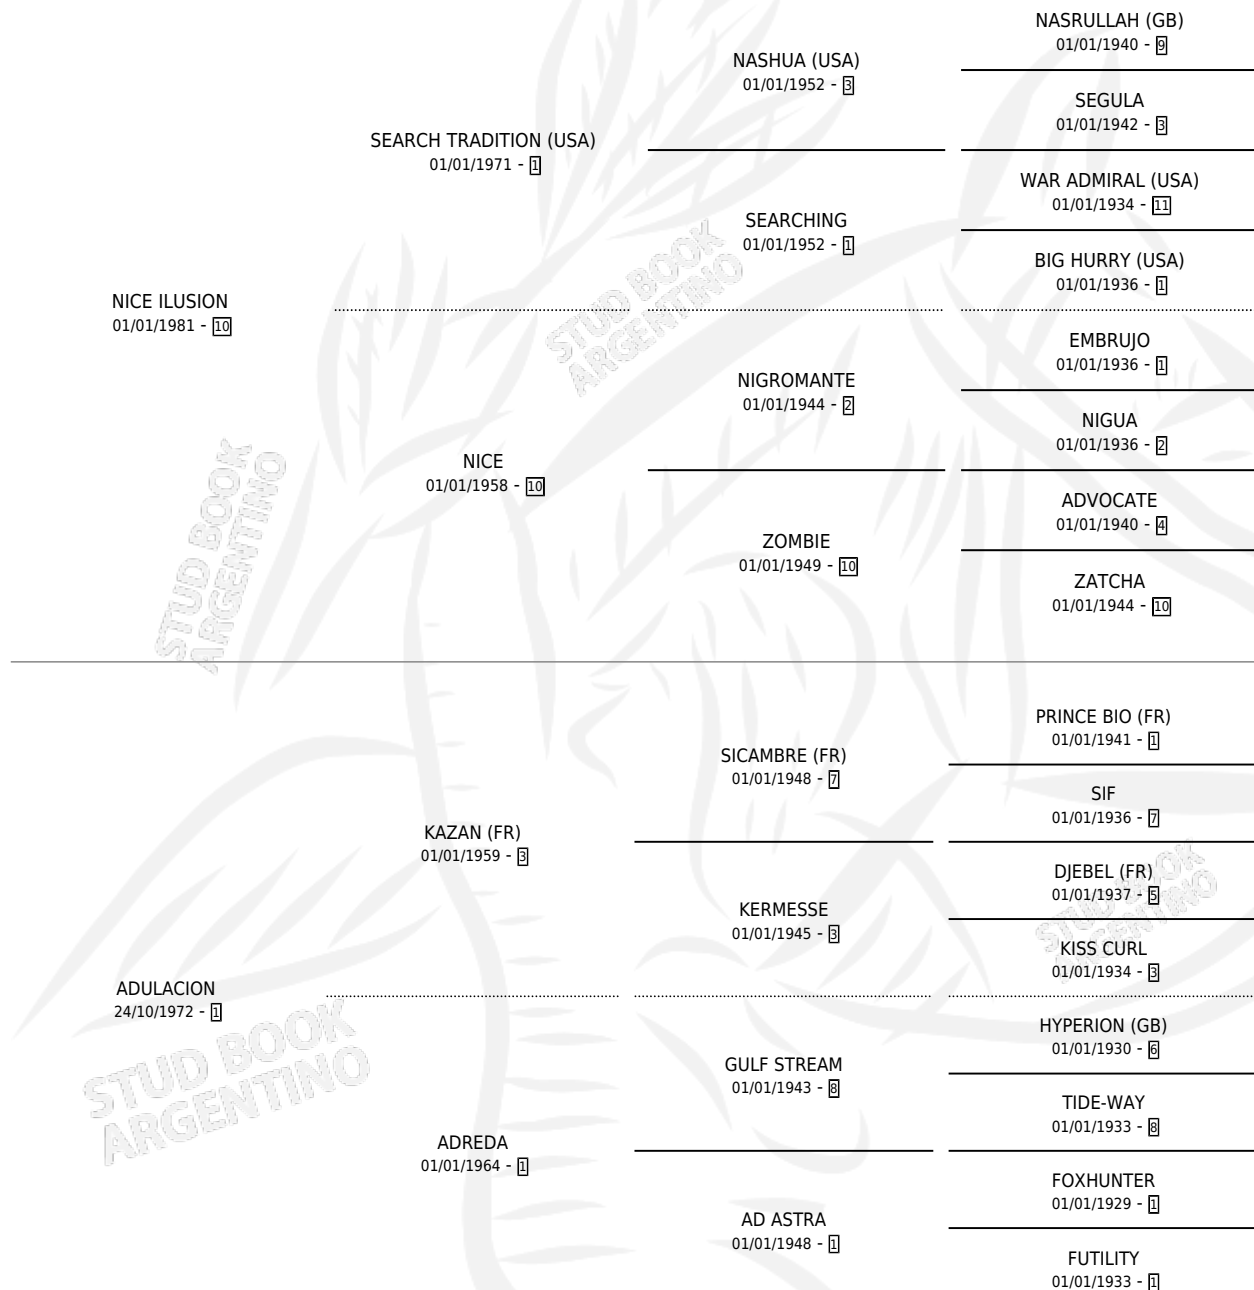 NASRULLAH (GB)
01/01/1940 - 9
NASHUA (USA)
01/01/1952 - 3
SEGULA
01/01/1942 - 3
SEARCH TRADITION (USA)
01/01/1971 - 1
WAR ADMIRAL (USA)
01/01/1934 - 11
SEARCHING
01/01/1952 - 1
BIG HURRY (USA)
01/01/1936 - 1
NICE ILUSION
01/01/1981 - 10
STUD BOOK
ARGENTINO
EMBRUJO
01/01/1936 - 1
NIGROMANTE
01/01/1944 - 2
NIGUA
01/01/1936 - 2
NICE
01/01/1958 - 10
ADVOCATE
01/01/1940 - 4
ZOMBIE
01/01/1949 - 10
ZATCHA
01/01/1944 - 10
STUD BOOK
ARGENTINO
PRINCE BIO (FR)
01/01/1941 - 1
SICAMBRE (FR)
01/01/1948 - 7
SIF
01/01/1936 - 7
KAZAN (FR)
01/01/1959 - 3
DJEBEL (FR)
01/01/1937 - 5
KERMESSE
01/01/1945 - 3
KISS CURL
01/01/1934 - 3
STUD BOOK
ARGENTINO
ADULACION
24/10/1972 - 1
HYPERION (GB)
01/01/1930 - 6
GULF STREAM
01/01/1943 - 8
TIDE-WAY
01/01/1933 - 8
STUD BOOK
ARGENTINO
ADREDA
01/01/1964 - 1
FOXHUNTER
01/01/1929 - 1
AD ASTRA
01/01/1948 - 1
FUTILITY
01/01/1933 - 1